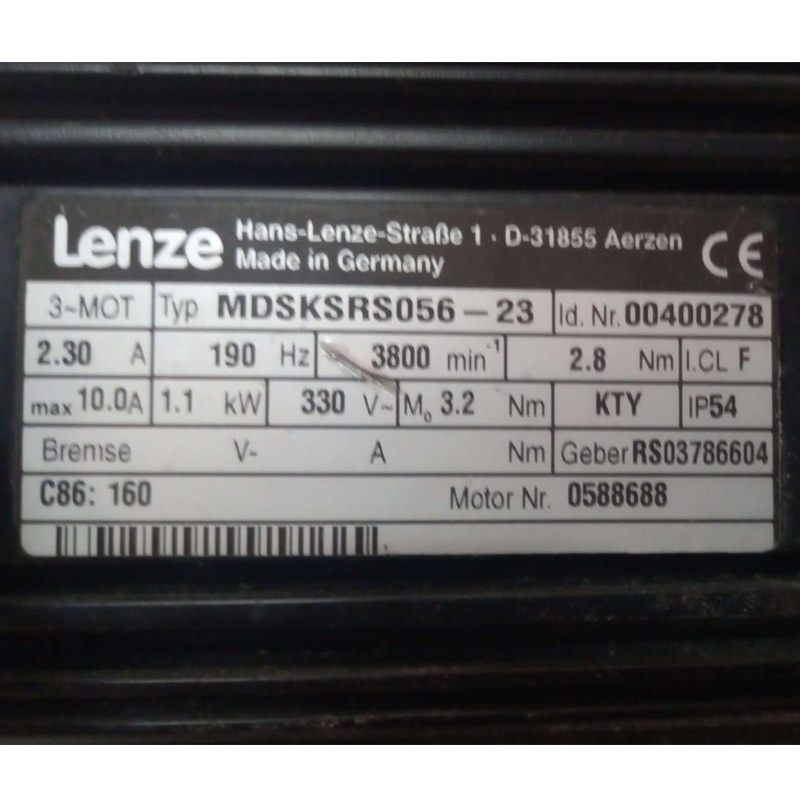 Lenze Hans-Lenze-Straße 1 · D-31855 Aerzen CE
Made in Germany
3~MOT Typ MDSKSRS056-23 Id. Nr. 00400278
2.30 A 190 Hz 3800 min⁻¹ 2.8 Nm I.CL F
max 10.0A 1.1 kW 330 V~ M₀ 3.2 Nm KTY IP54
Bremse V- A Nm Geber RS03786604
C86: 160 Motor Nr. 0588688